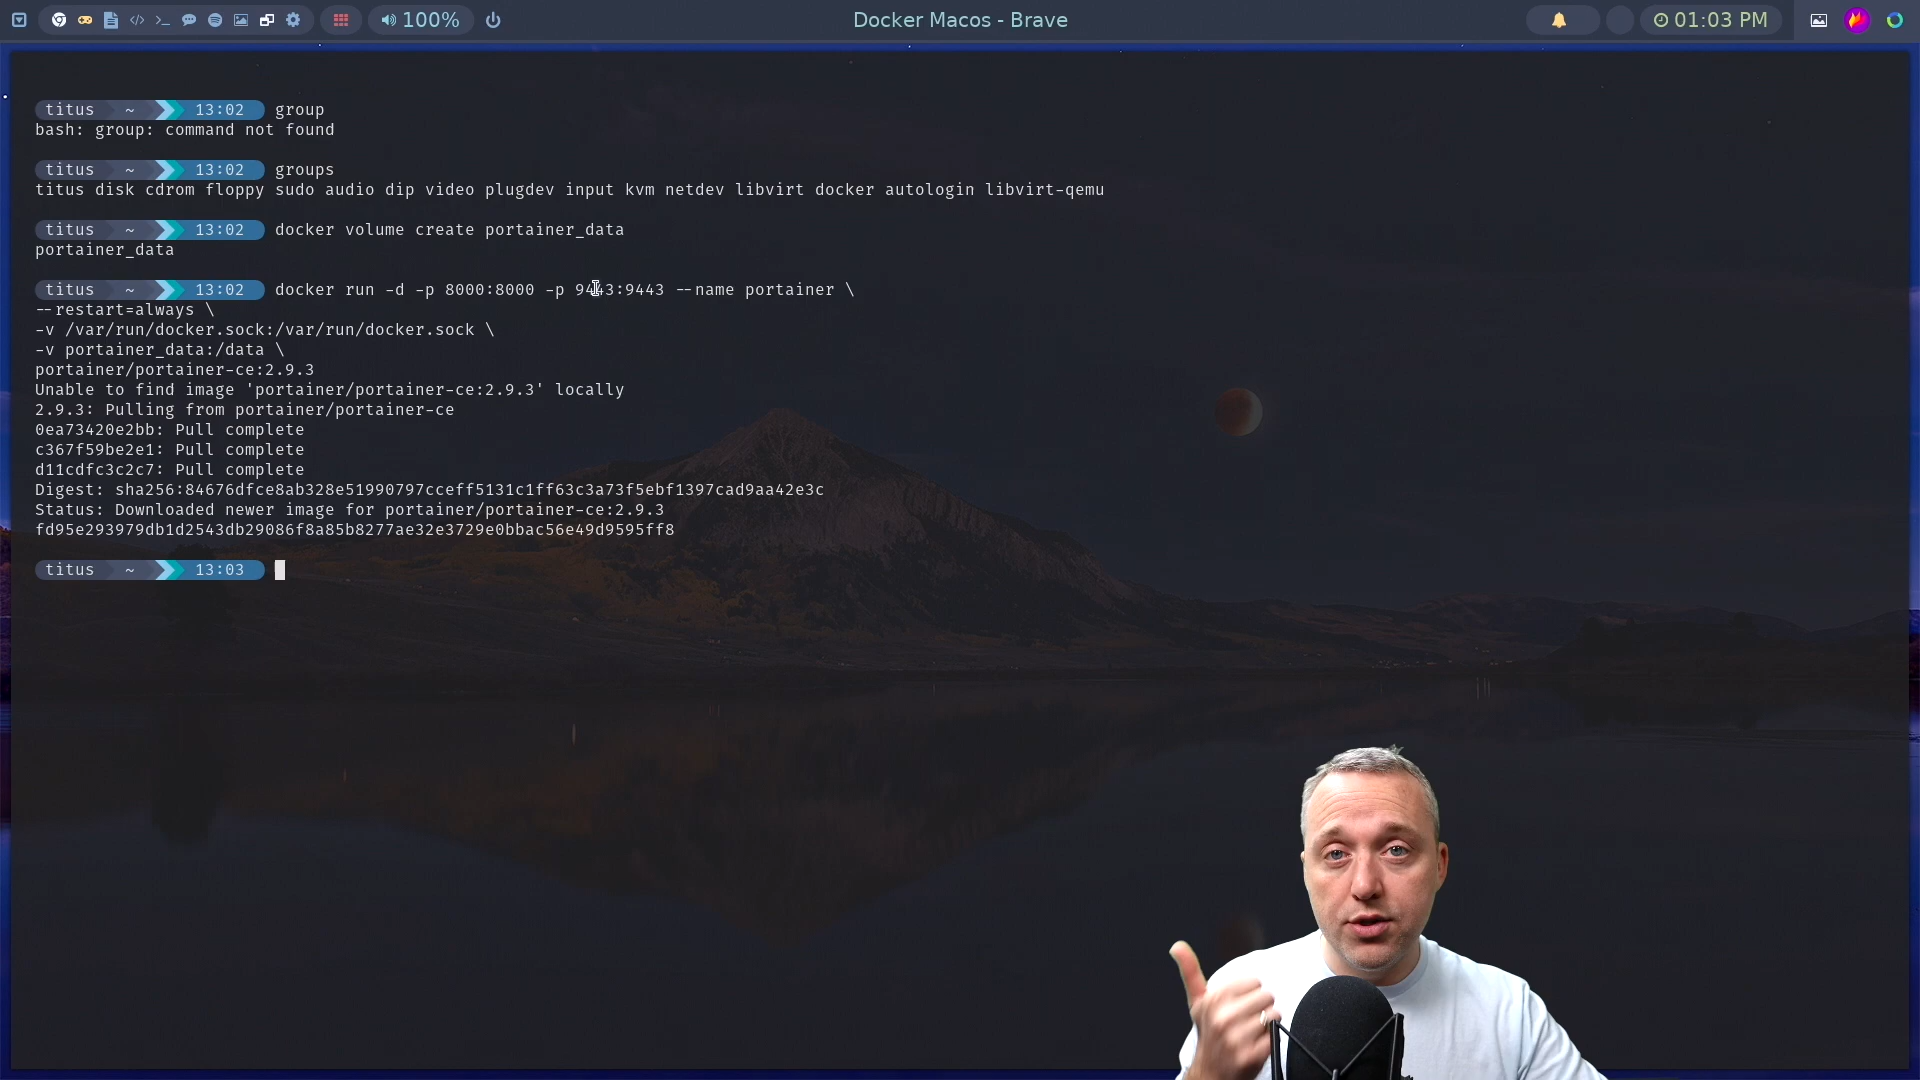 100%
Docker Macos - Brave
01:03 PM
titus ~ 13:02 group
bash: group: command not found
titus ~ 13:02 groups
titus disk cdrom floppy sudo audio dip video plugdev input kvm netdev libvirt docker autologin libvirt-qemu
titus ~ 13:02 docker volume create portainer_data
portainer_data
titus ~ 13:02 docker run -d -p 8000:8000 -p 9443:9443 --name portainer \
--restart=always \
-v /var/run/docker.sock:/var/run/docker.sock \
-v portainer_data:/data \
portainer/portainer-ce:2.9.3
Unable to find image 'portainer/portainer-ce:2.9.3' locally
2.9.3: Pulling from portainer/portainer-ce
0ea73420e2bb: Pull complete
c367f59be2e1: Pull complete
d11cdfc3c2c7: Pull complete
Digest: sha256:84676dfce8ab328e51990797cceff5131c1ff63c3a73f5ebf1397cad9aa42e3c
Status: Downloaded newer image for portainer/portainer-ce:2.9.3
fd95e293979db1d2543db29086f8a85b8277ae32e3729e0bbac56e49d9595ff8
titus ~ 13:03